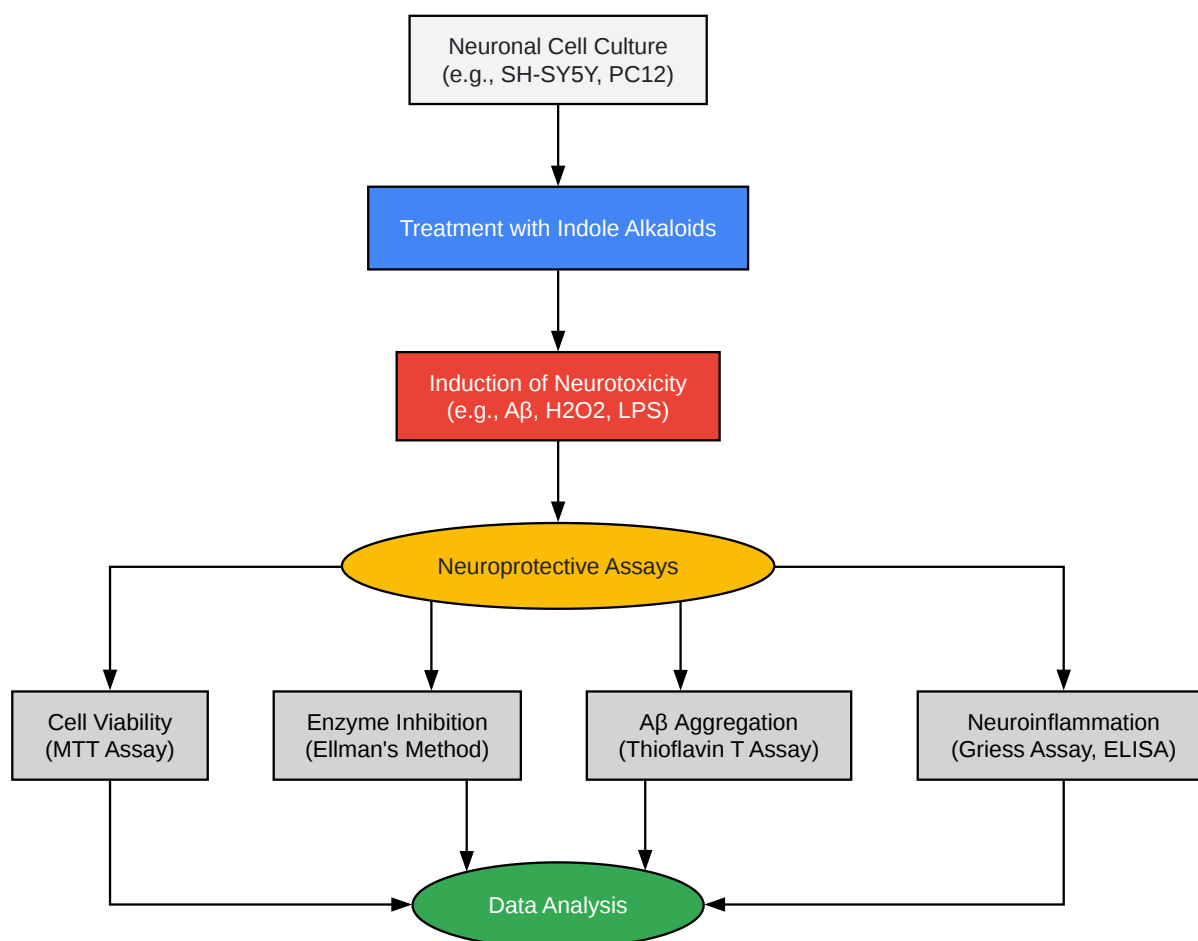 Neuronal Cell Culture
(e.g., SH-SY5Y, PC12)
Treatment with Indole Alkaloids
Induction of Neurotoxicity
(e.g., Aβ, H2O2, LPS)
Neuroprotective Assays
Cell Viability
(MTT Assay)
Enzyme Inhibition
(Ellman's Method)
Aβ Aggregation
(Thioflavin T Assay)
Neuroinflammation
(Griess Assay, ELISA)
Data Analysis